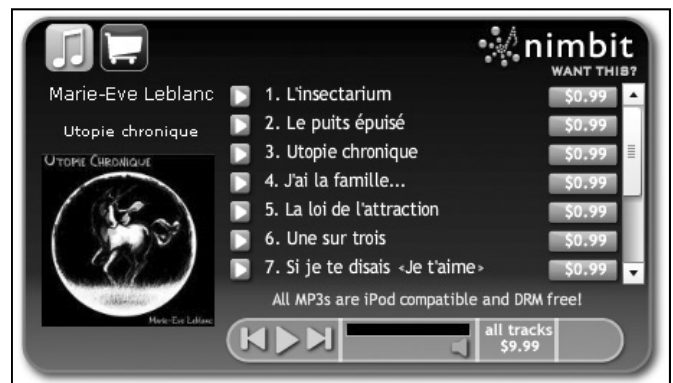 nimbit
WANT THIS?
Marie-Eve Leblanc
Utopie chronique
UTOPIE CHRONIQUE
Marie-Eve Leblanc
1. L'insectarium $0.99
2. Le puits épuisé $0.99
3. Utopie chronique $0.99
4. J'ai la famille... $0.99
5. La loi de l'attraction $0.99
6. Une sur trois $0.99
7. Si je te disais «Je t'aime» $0.99
All MP3s are iPod compatible and DRM free!
all tracks
$9.99